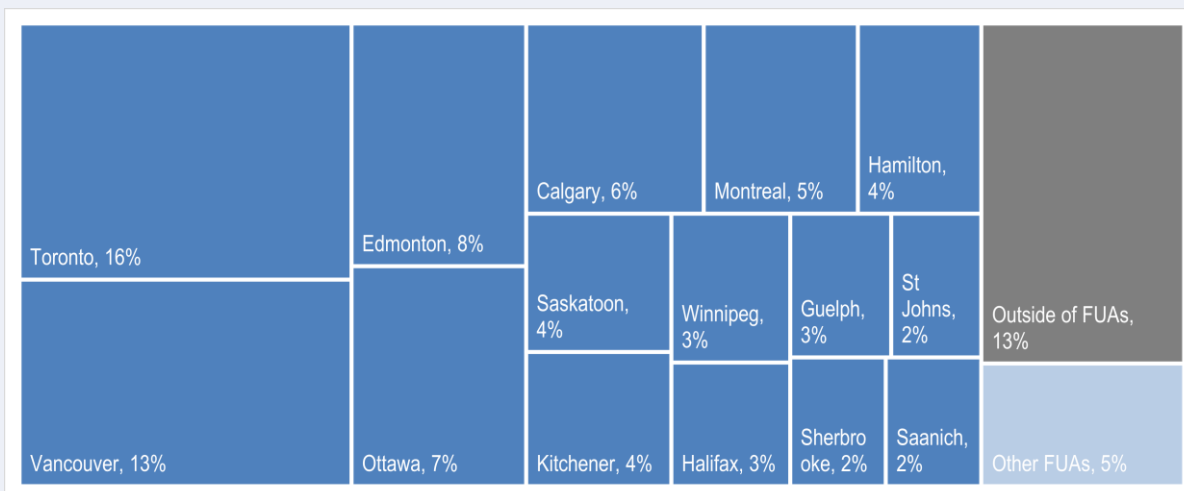 Toronto, 16%
Vancouver, 13%
Edmonton, 8%
Ottawa, 7%
Calgary, 6%
Montreal, 5%
Hamilton,
4%
Saskatoon,
4%
Kitchener, 4%
Winnipeg,
3%
Halifax, 3%
Guelph,
3%
St
Johns,
2%
Sherbro
oke, 2%
Saanich,
2%
Outside of FUAs,
13%
Other FUAs, 5%